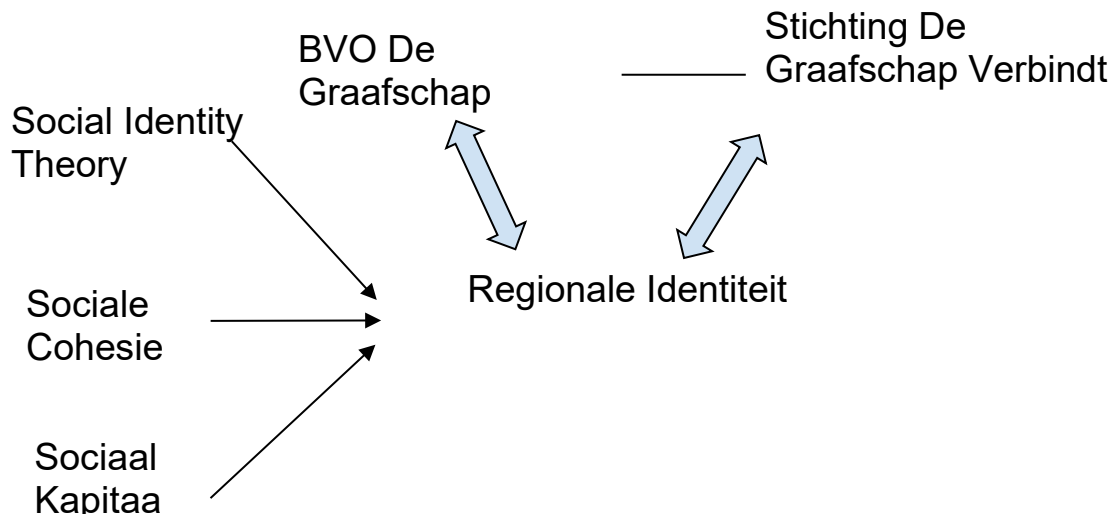 BVO De
Graafschap
Stichting De
Graafschap Verbindt
Social Identity
Theory
Sociale
Cohesie
Regionale Identiteit
Sociaal
Kapitaa